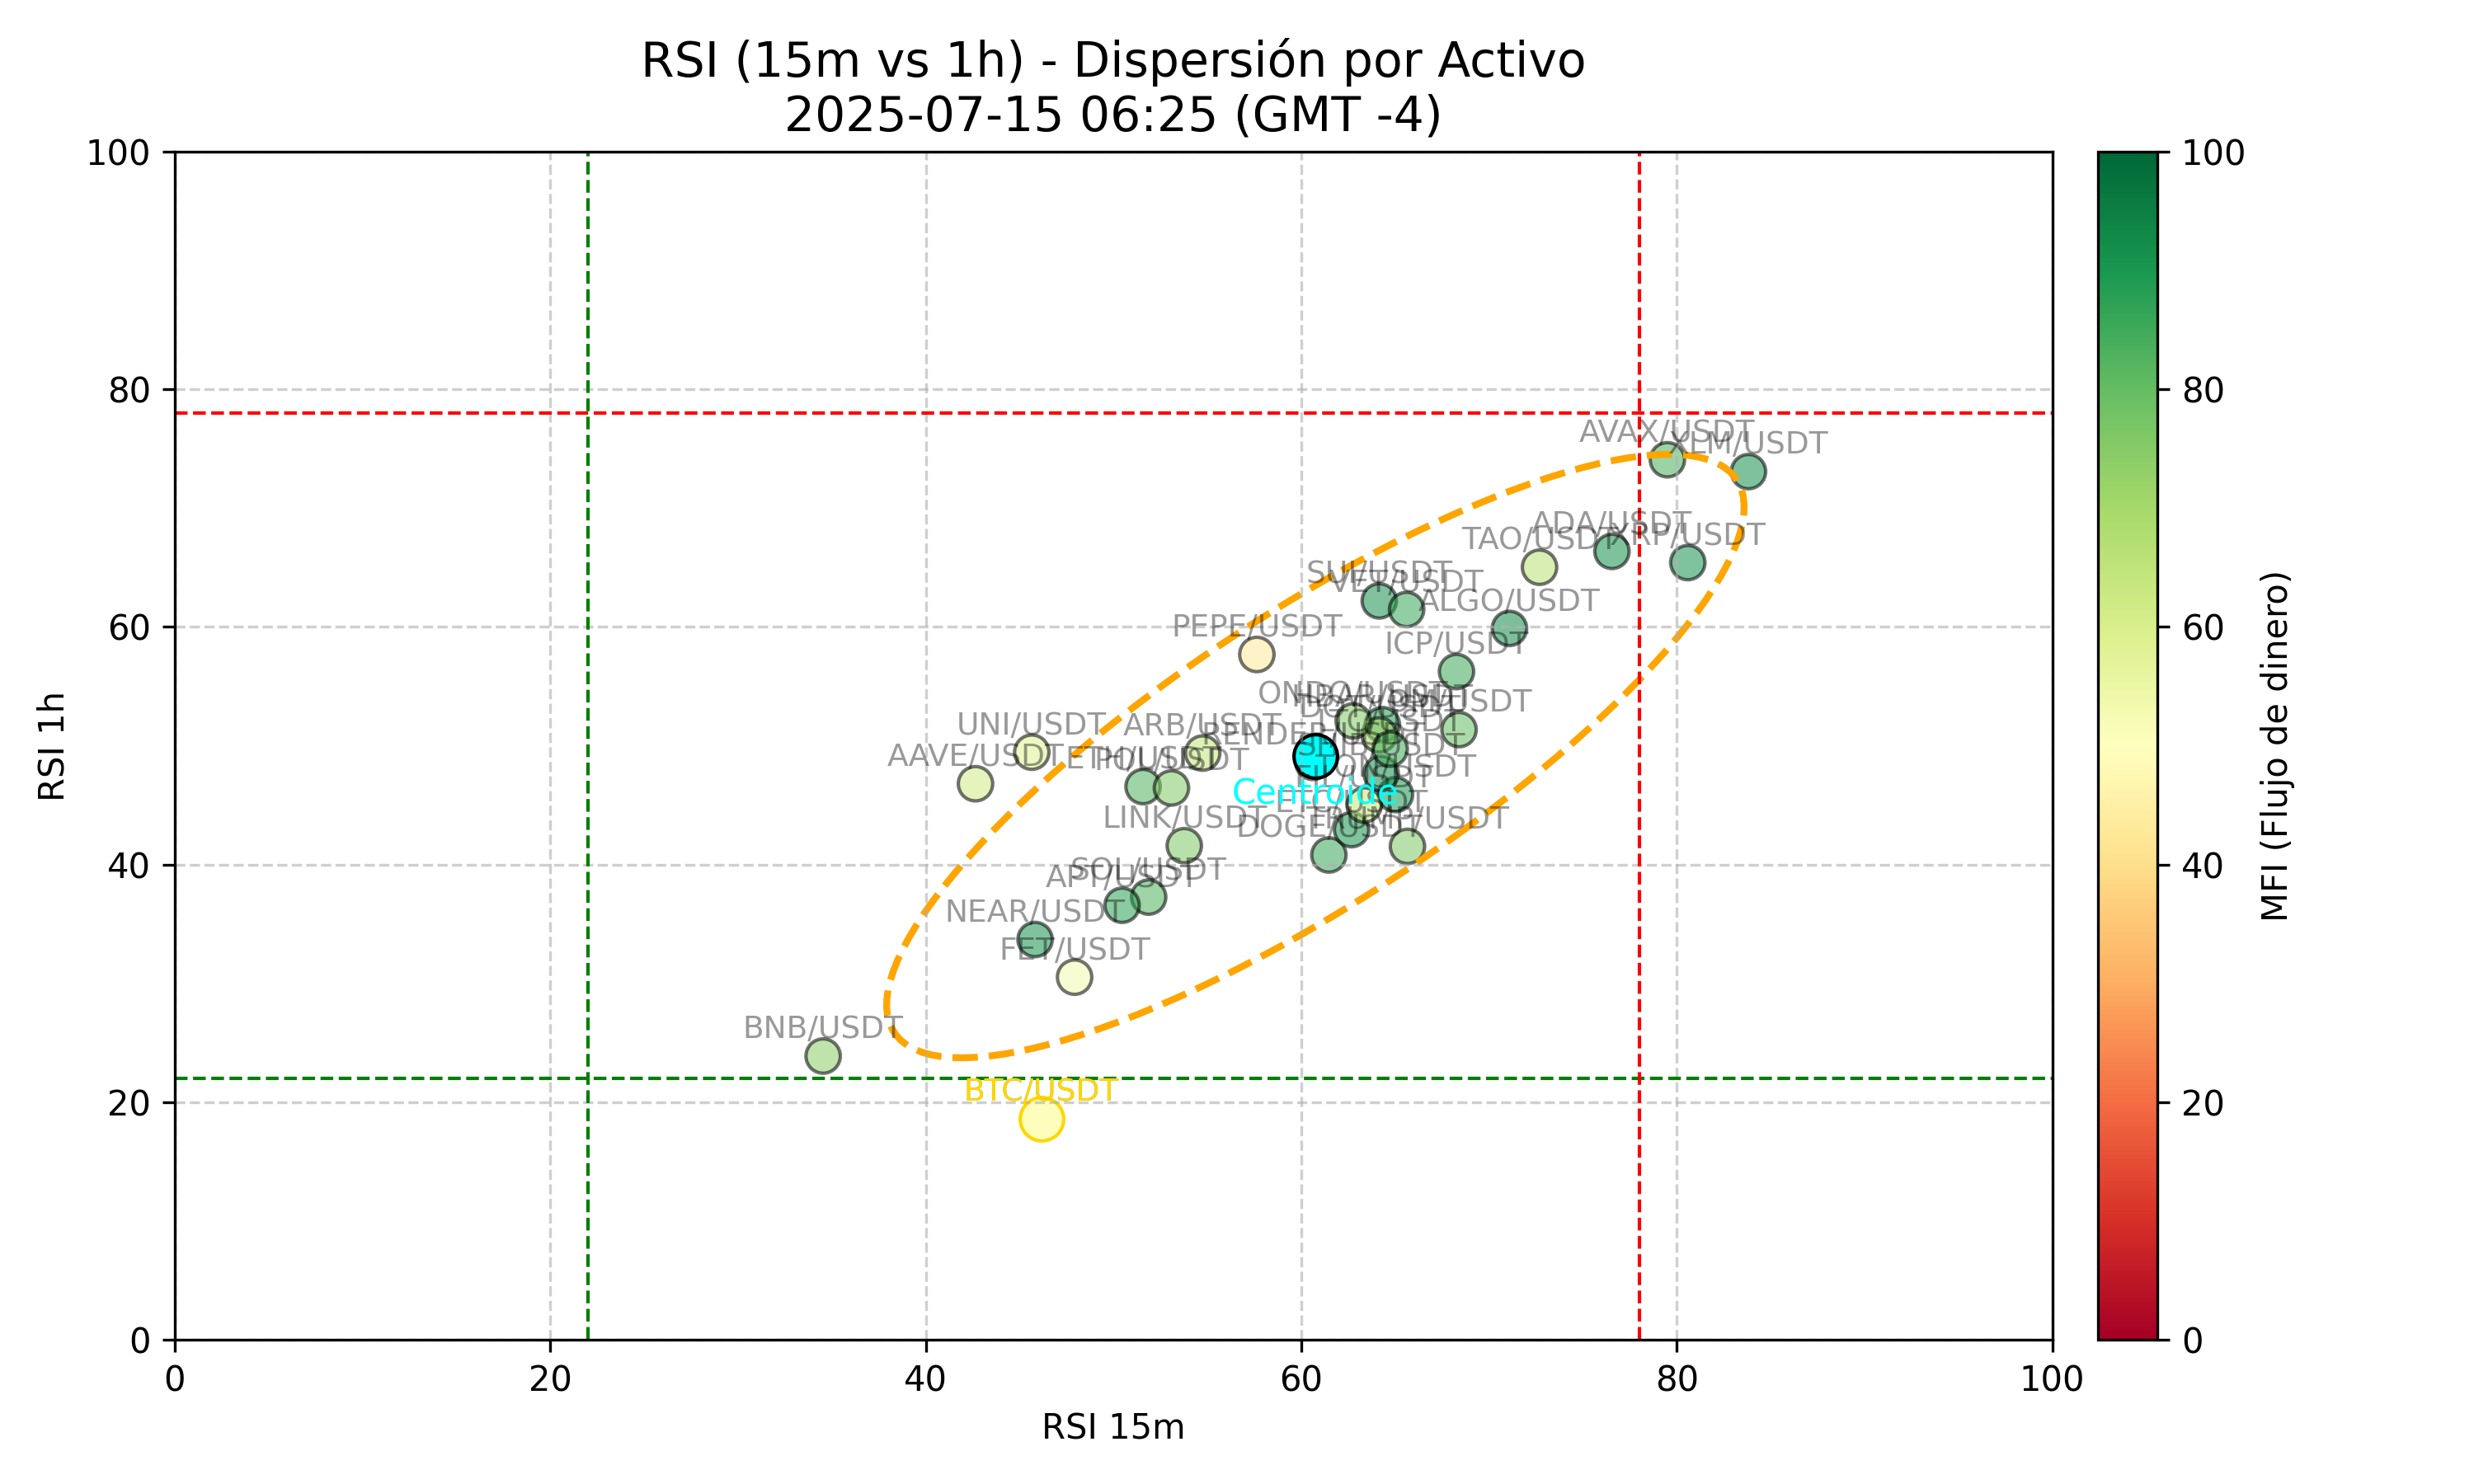 RSI (15m vs 1h) - Dispersión por Activo
2025-07-15 06:25 (GMT -4)
100
80
60
40
20
0
RSI 1h
0
20
40
60
80
100
RSI 15m
AVAX/USDT
XLM/USDT
ADA/USDT
XRP/USDT
TAO/USDT
SUI/USDT
VET/USDT
ALGO/USDT
PEPE/USDT
ICP/USDT
ONDO/USDT
UNI/USDT
ARB/USDT
AAVE/USDT
Centroide
LINK/USDT
DOGE/USDT
SOL/USDT
APT/USDT
NEAR/USDT
FET/USDT
BNB/USDT
BTC/USDT
100
80
60
40
20
0
MFI (Flujo de dinero)